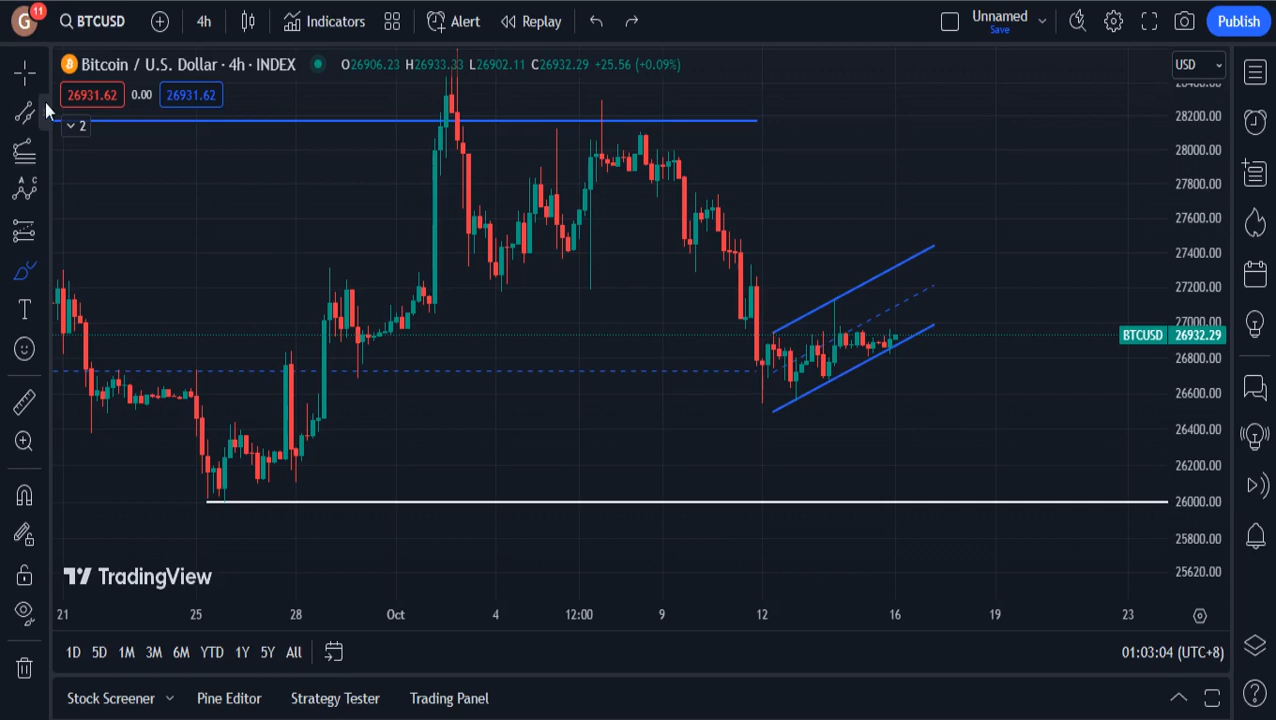 G 11 BTCUSD 4h Indicators Alert Replay Unnamed Save Publish
Bitcoin / U.S. Dollar · 4h · INDEX O26906.23 H26933.33 L26902.11 C26932.29 +25.56 (+0.09%) USD
26931.62 0.00 26931.62
2
28400.00
28200.00
28000.00
27800.00
27600.00
27400.00
27200.00
27000.00
BTCUSD 26932.29
26800.00
26600.00
26400.00
26200.00
26000.00
25800.00
25620.00
TradingView
21 25 28 Oct 4 12:00 9 12 16 19 23
1D 5D 1M 3M 6M YTD 1Y 5Y All 01:03:04 (UTC+8)
Stock Screener Pine Editor Strategy Tester Trading Panel